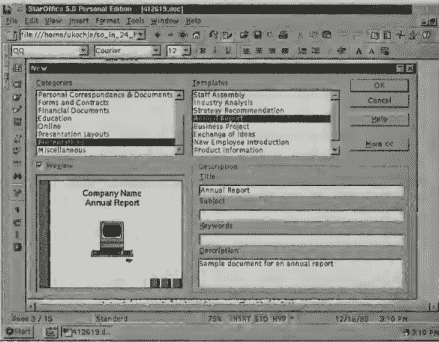 StarOffice 5.0 Personal Edition [412619.doc]
File Edit View Insert Format Tools Window Help
file:///home/ukochje/so_in_24_h
Courier 12 B i U
New
Categories
Templates
Personal Correspondence & Documents
Forms and Contracts
Financial Documents
Education
Online
Presentation Layouts
Presentations
Miscellaneous
Staff Assembly
Industry Analysis
Strategy Recommendation
Annual Report
Business Project
Exchange of Ideas
New Employee Introduction
Product Information
OK
Cancel
Help
More <<
Preview
Company Name
Annual Report
Description
Title
Annual Report
Subject
Keywords
Description
Sample document for an annual report
Page 3 / 15 Standard 75% INSRT STD HYP 3:10 PM
Start 412619.d... 3:10 PM